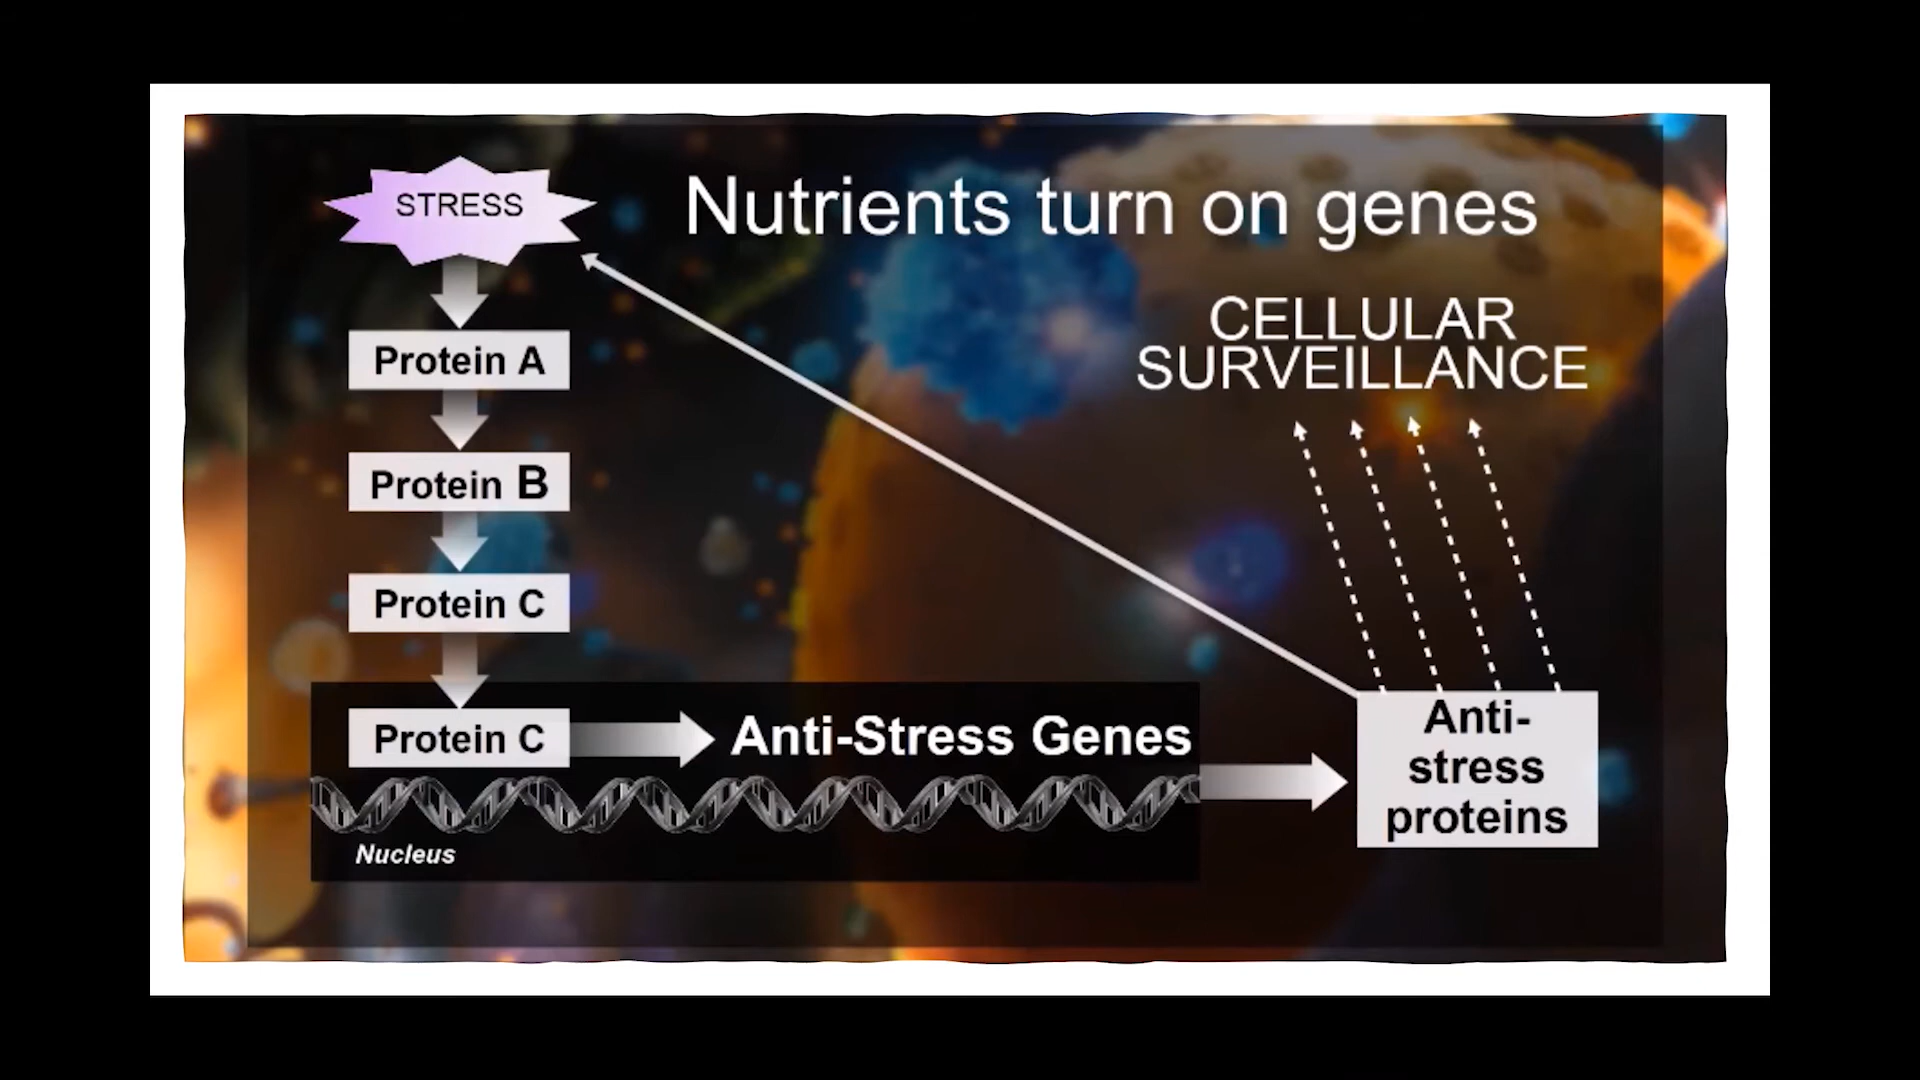 STRESS
Nutrients turn on genes
CELLULAR
SURVEILLANCE
Protein A
Protein B
Protein C
Protein C
Anti-Stress Genes
Nucleus
Anti-
stress
proteins